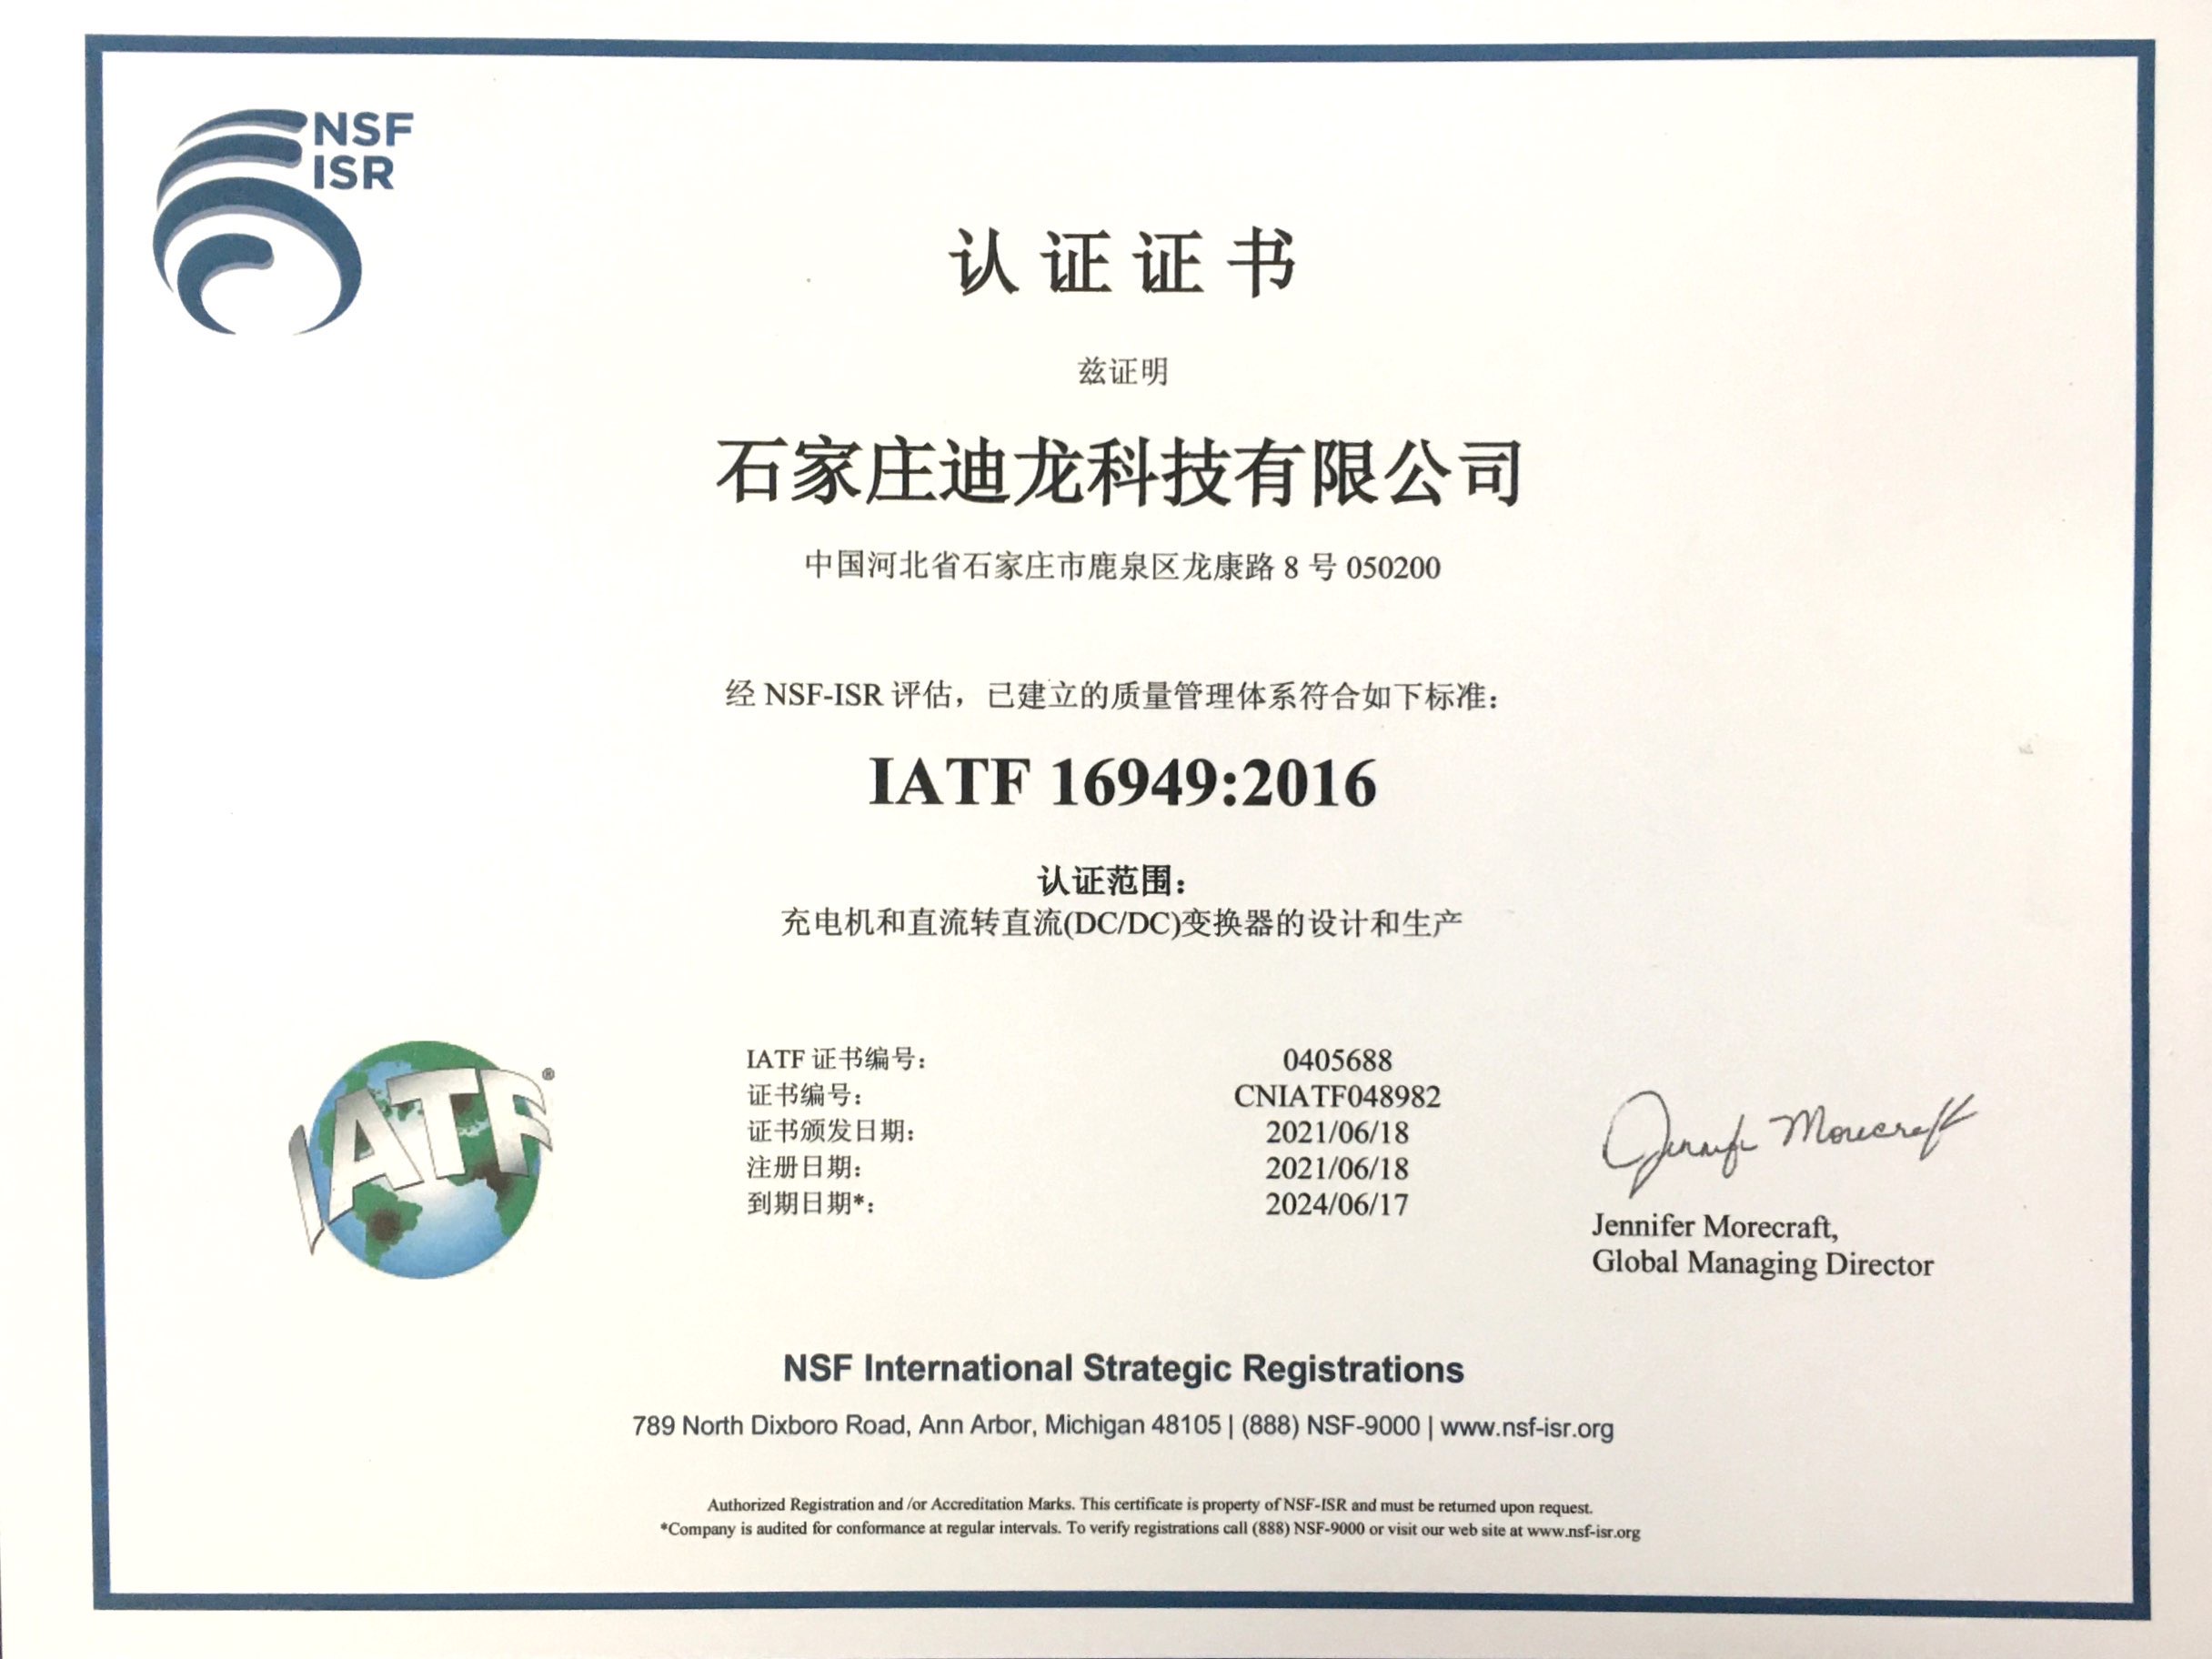 NSF
ISR
认证证书
兹证明
石家庄迪龙科技有限公司
中国河北省石家庄市鹿泉区龙康路 8 号 050200
经 NSF-ISR 评估，已建立的质量管理体系符合如下标准：
IATF 16949:2016
认证范围：
充电机和直流转直流(DC/DC)变换器的设计和生产
IATF®
IATF 证书编号： 0405688
证书编号： CNIATF048982
证书颁发日期： 2021/06/18
注册日期： 2021/06/18
到期日期*： 2024/06/17
Jennifer Morecraft
Jennifer Morecraft,
Global Managing Director
NSF International Strategic Registrations
789 North Dixboro Road, Ann Arbor, Michigan 48105 | (888) NSF-9000 | www.nsf-isr.org
Authorized Registration and /or Accreditation Marks. This certificate is property of NSF-ISR and must be returned upon request.
*Company is audited for conformance at regular intervals. To verify registrations call (888) NSF-9000 or visit our web site at www.nsf-isr.org